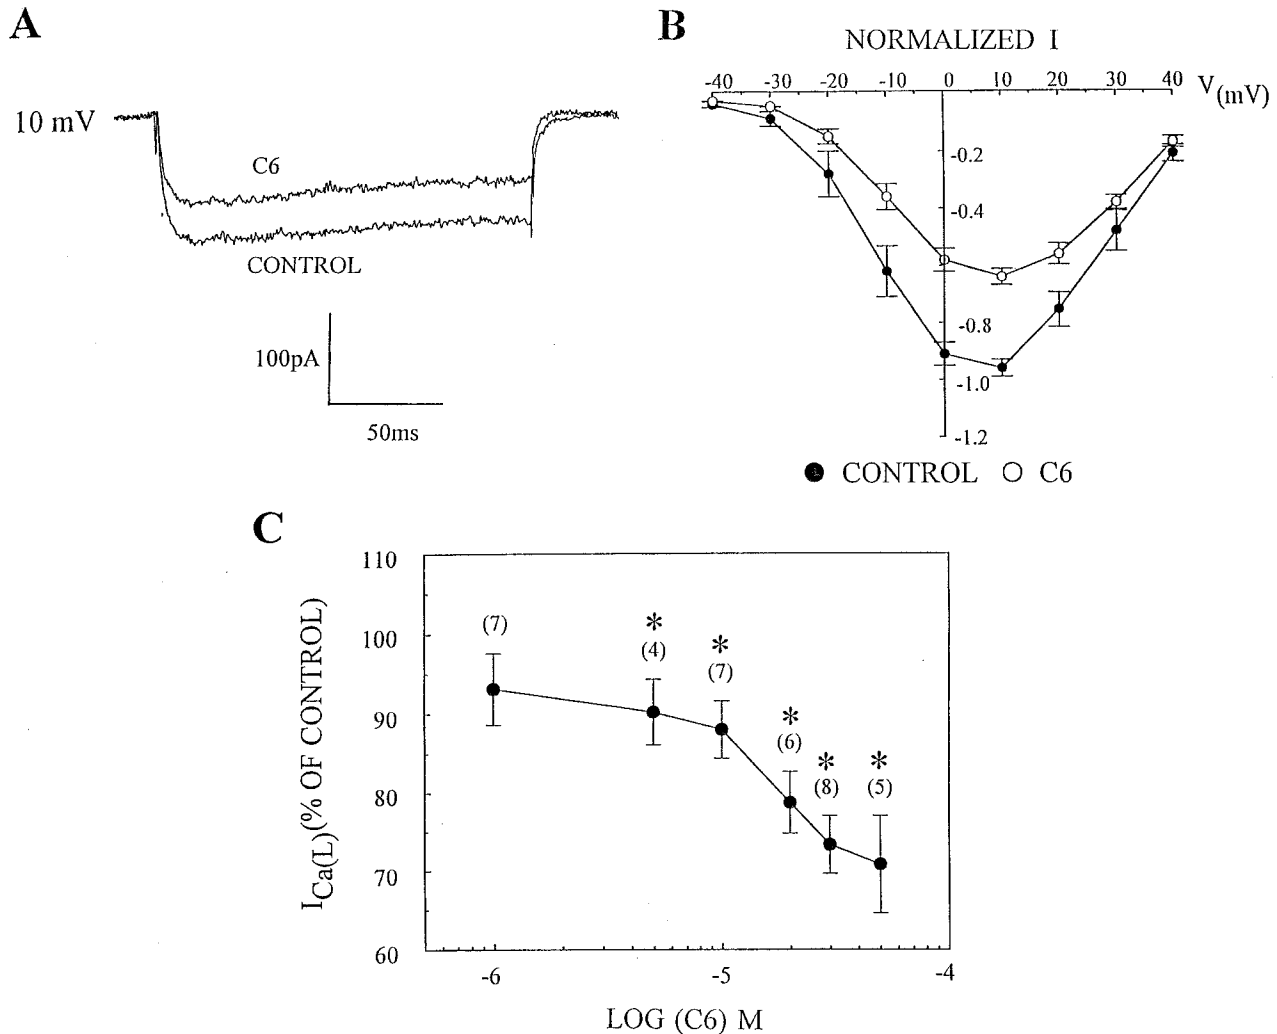 A
10 mV
C6
CONTROL
100pA
50ms
B
NORMALIZED I
-40 -30 -20 -10 0 10 20 30 40 V(mV)
-0.2
-0.4
-0.8
-1.0
-1.2
● CONTROL ○ C6
C
ICa(L)(% OF CONTROL)
110
100
90
80
70
60
(7)
*
(4)
*
(7)
*
(6)
*
(8)
*
(5)
-6 -5 -4
LOG (C6) M